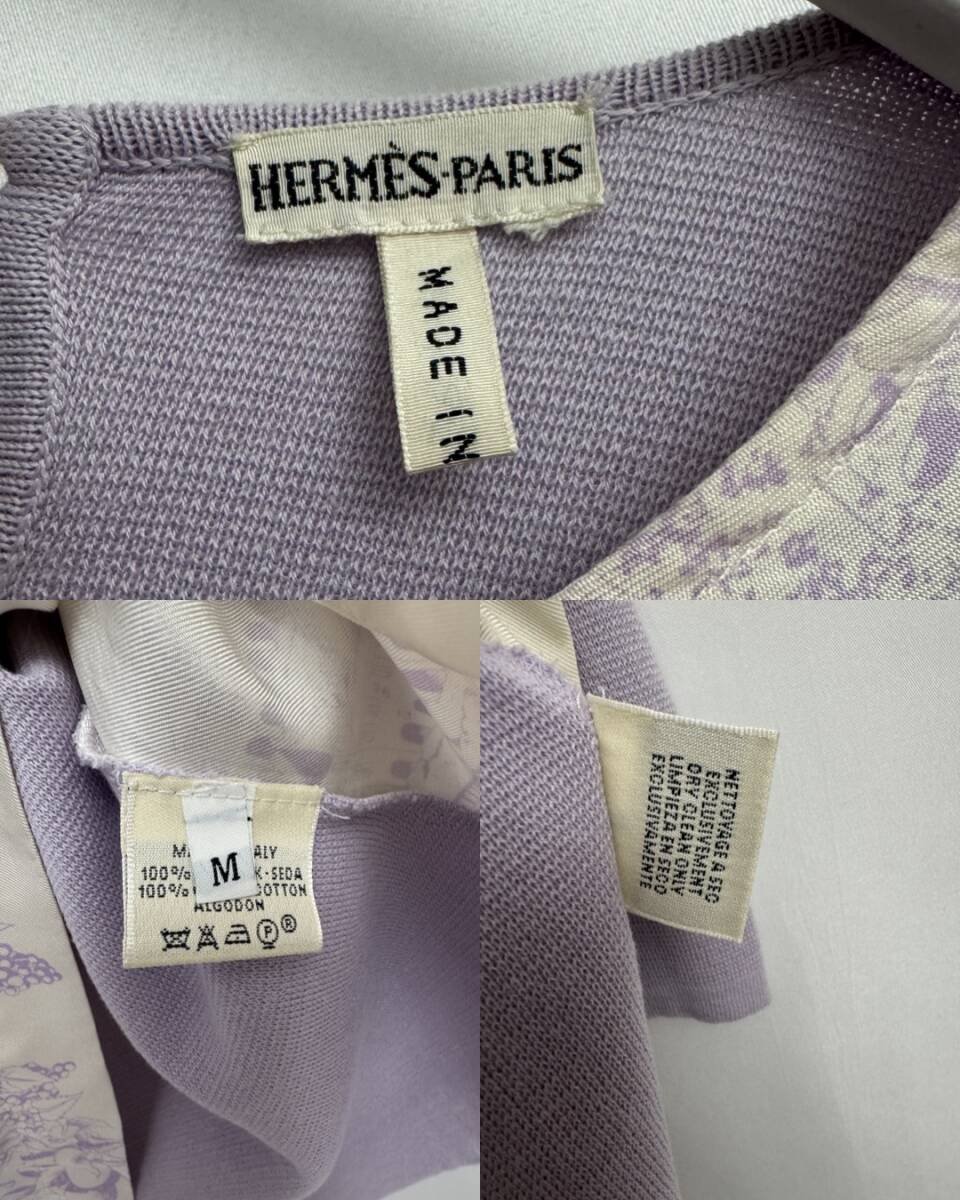 HERMÈS·PARIS
MADE IN
M
ALY
100% K·SEDA
100% COTTON
ALGODON
P ®
NETTOYAGE A SEC
EXCLUSIVEMENT
DRY CLEAN ONLY
LIMPIEZA EN SECO
EXCLUSIVAMENTE